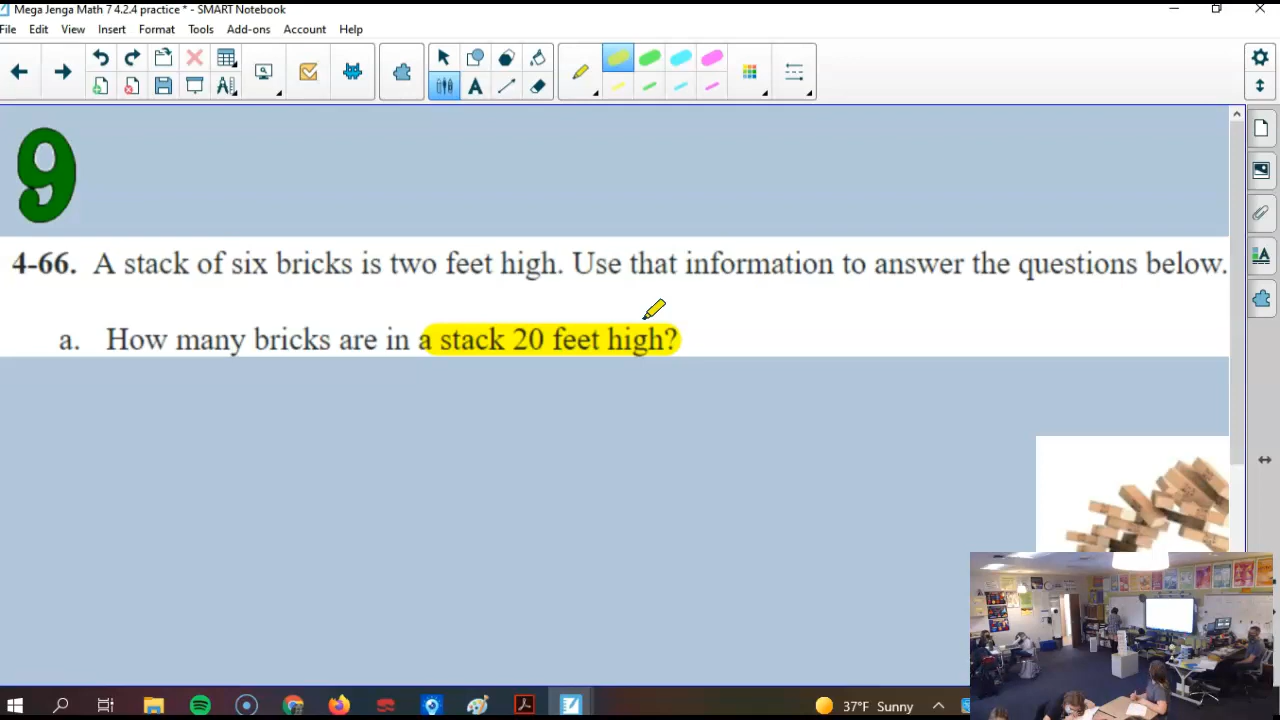 Mega Jenga Math 7 4.2.4 practice * - SMART Notebook
File Edit View Insert Format Tools Add-ons Account Help
9
4-66. A stack of six bricks is two feet high. Use that information to answer the questions below.
a. How many bricks are in a stack 20 feet high?
37°F Sunny